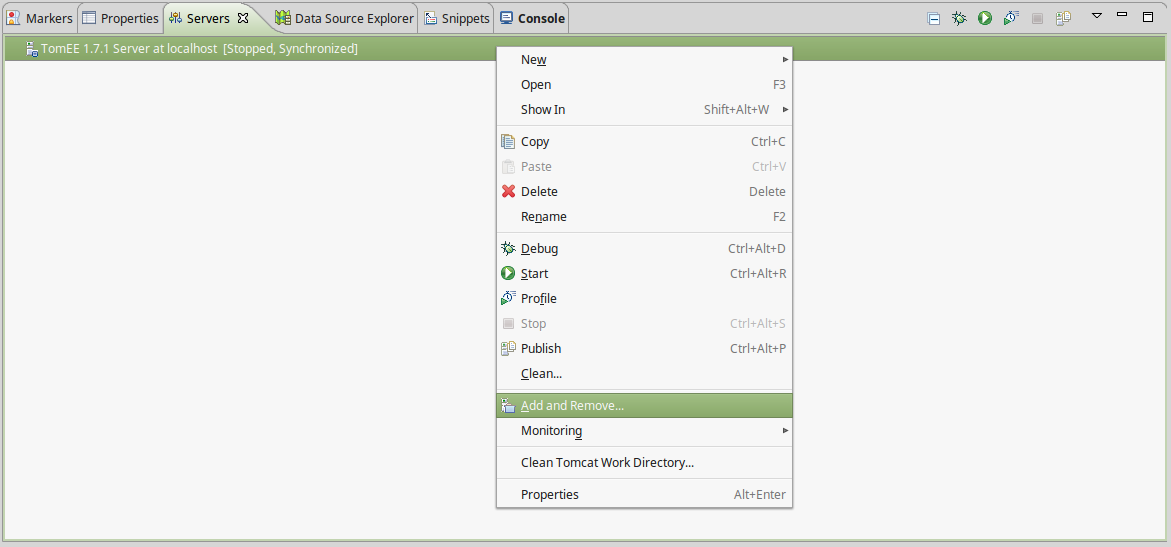 Markers Properties Servers Data Source Explorer Snippets Console
TomEE 1.7.1 Server at localhost [Stopped, Synchronized]
New
Open F3
Show In Shift+Alt+W
Copy Ctrl+C
Paste Ctrl+V
Delete Delete
Rename F2
Debug Ctrl+Alt+D
Start Ctrl+Alt+R
Profile
Stop Ctrl+Alt+S
Publish Ctrl+Alt+P
Clean...
Add and Remove...
Monitoring
Clean Tomcat Work Directory...
Properties Alt+Enter